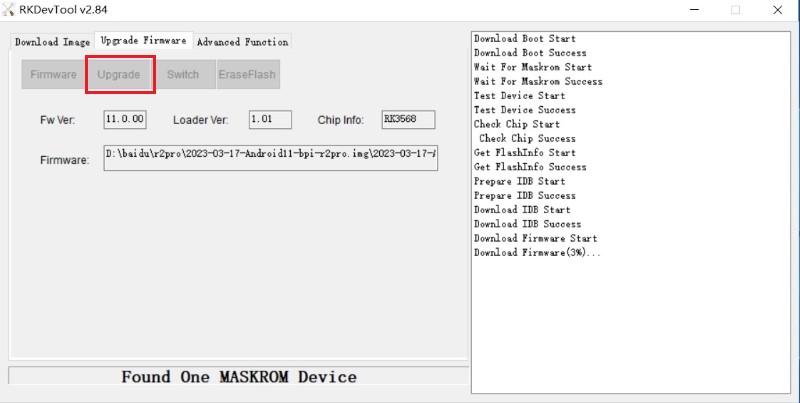 RKDevTool v2.84
Download Image Upgrade Firmware Advanced Function
Firmware Upgrade Switch EraseFlash
Fw Ver: 11.0.00 Loader Ver: 1.01 Chip Info: RK3568
Firmware: D:\baidu\r2pro\2023-03-17-Android11-bpi-r2pro.img\2023-03-17-
Found One MASKROM Device
Download Boot Start
Download Boot Success
Wait For Maskrom Start
Wait For Maskrom Success
Test Device Start
Test Device Success
Check Chip Start
Check Chip Success
Get FlashInfo Start
Get FlashInfo Success
Prepare IDB Start
Prepare IDB Success
Download IDB Start
Download IDB Success
Download Firmware Start
Download Firmware(3%)...